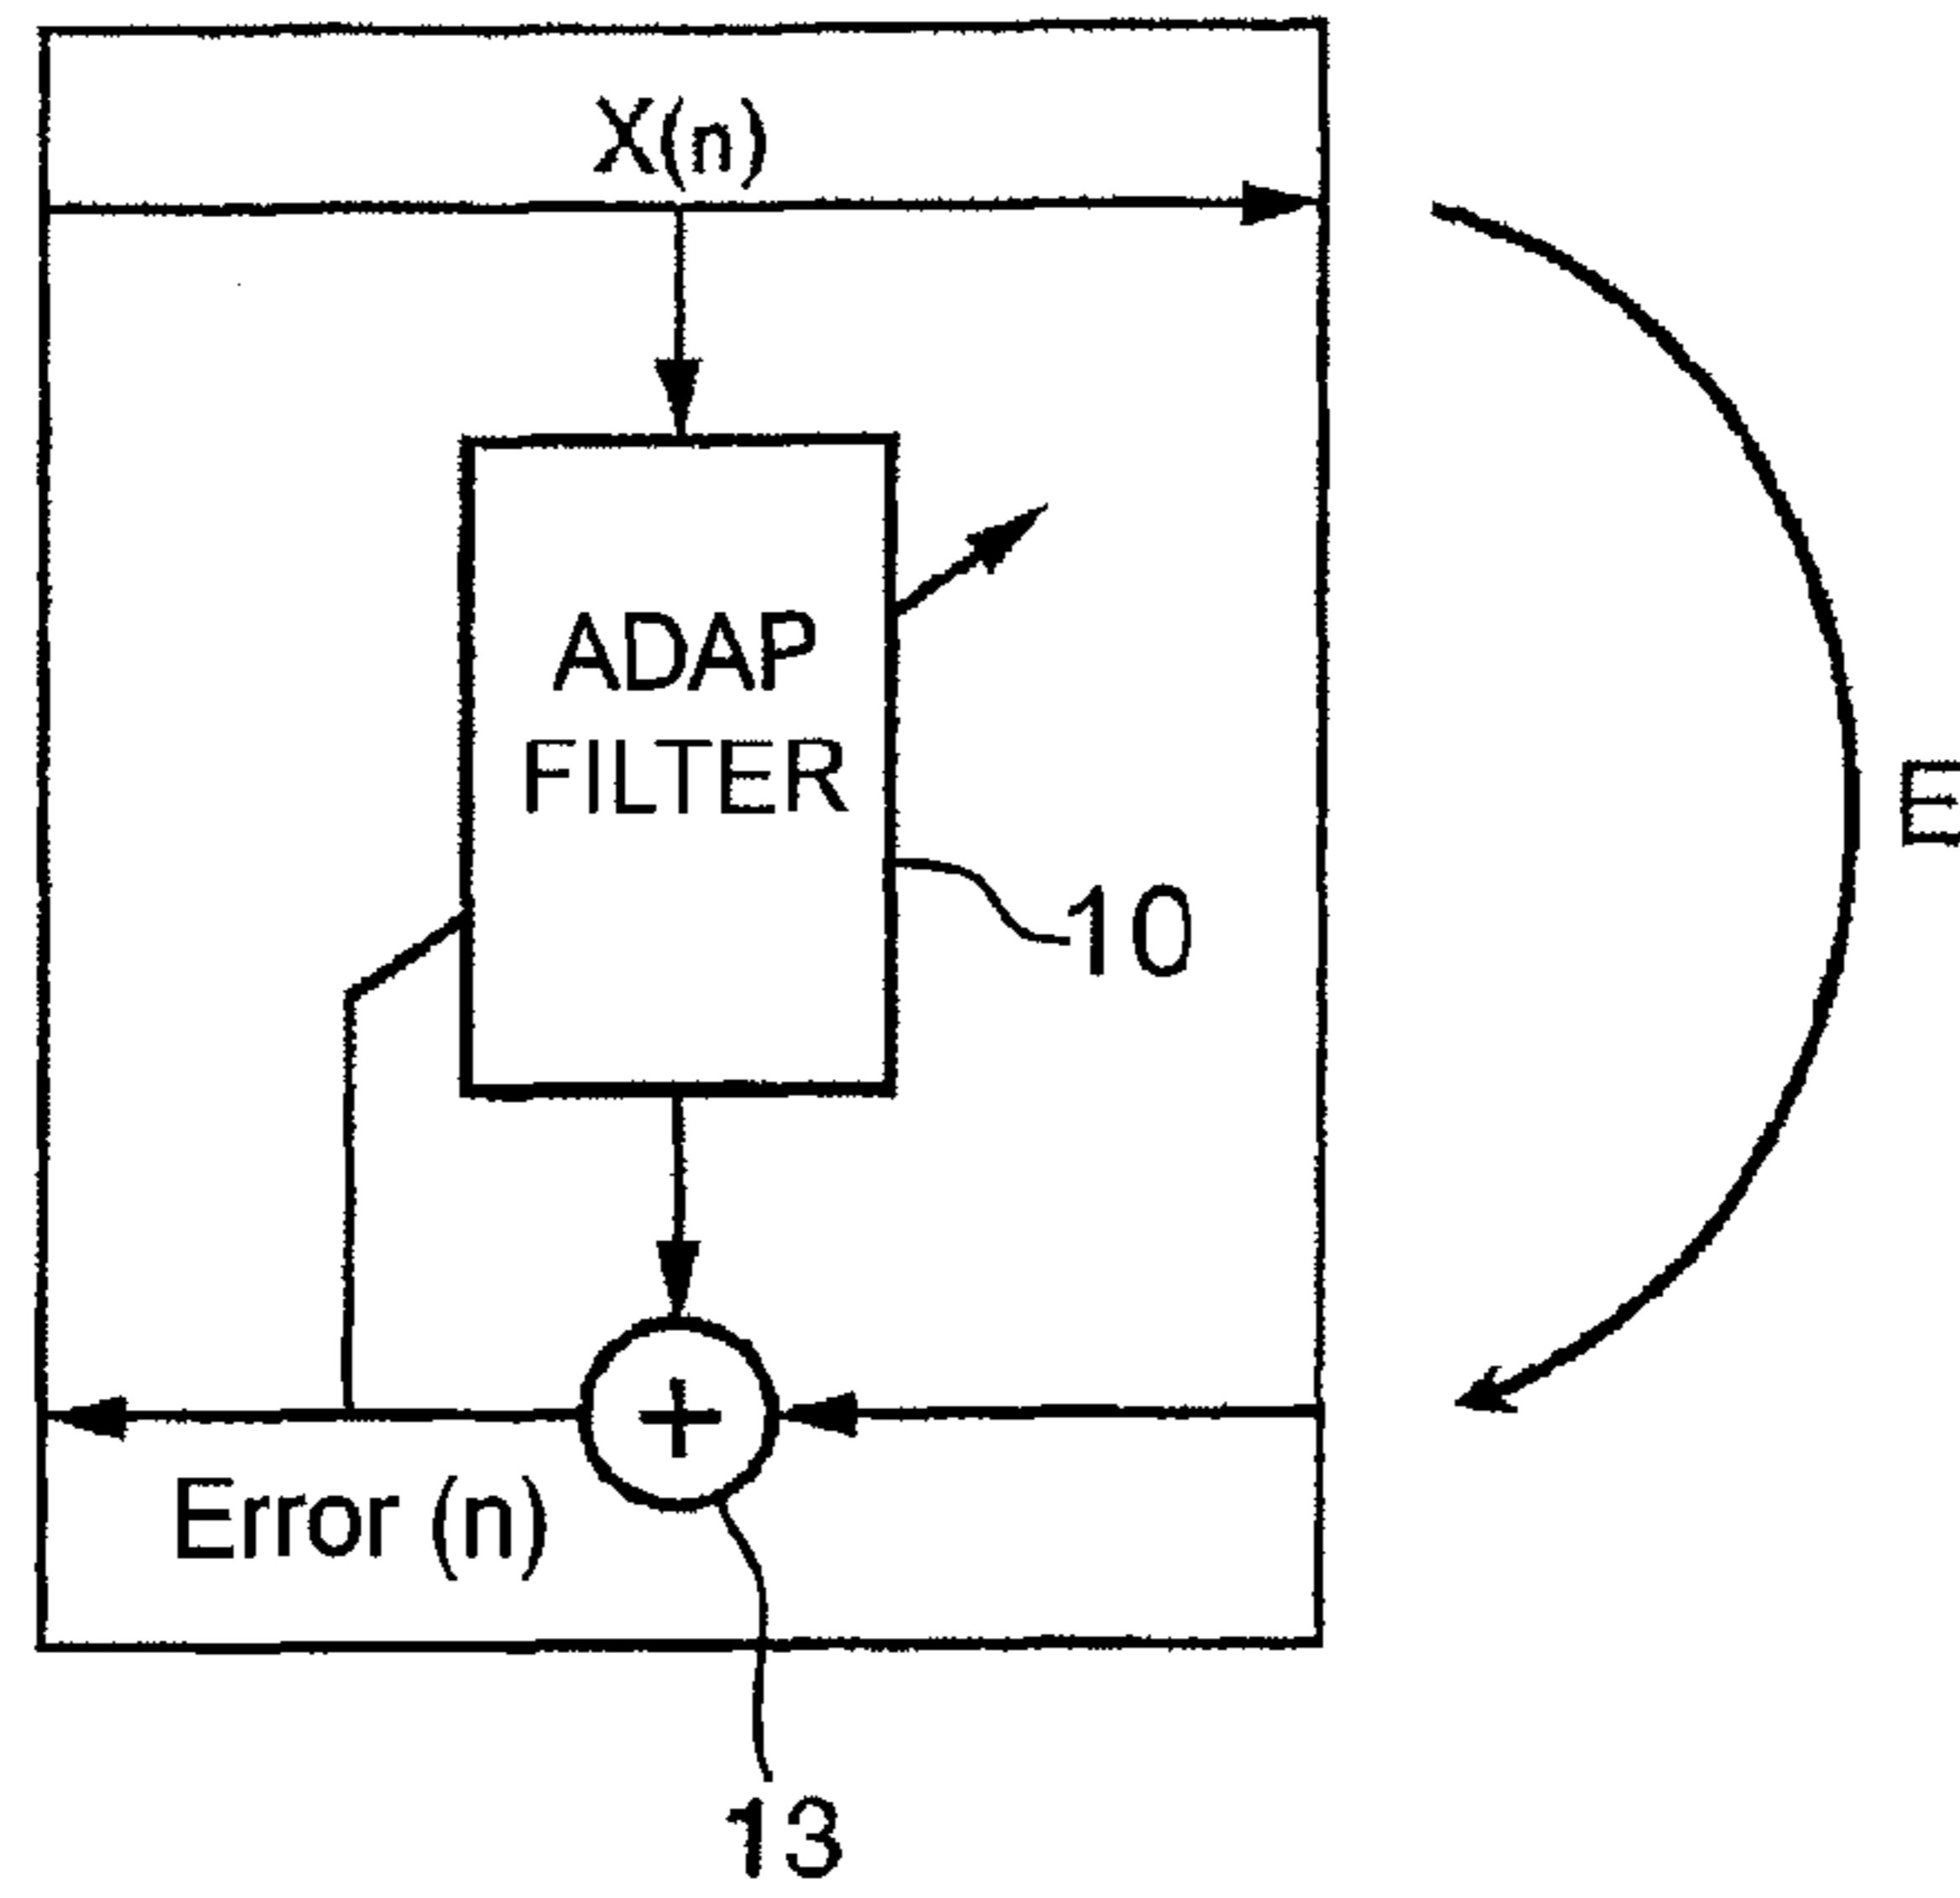 X(n)
ADAP
FILTER
10
E
+
Error (n)
13